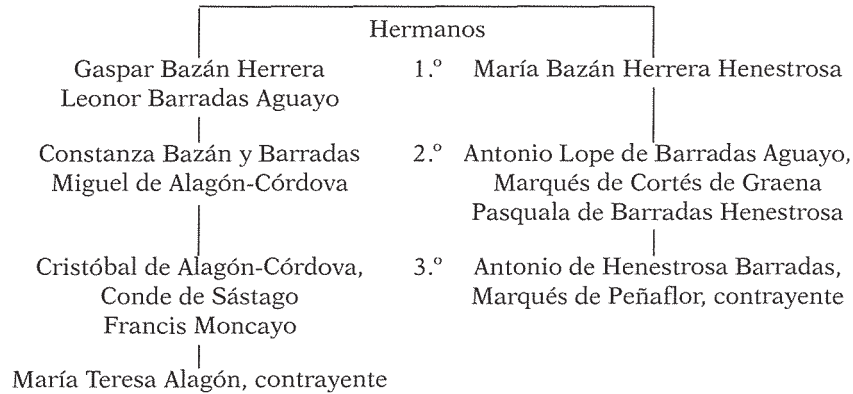 Hermanos
Gaspar Bazán Herrera 1.º María Bazán Herrera Henestrosa
Leonor Barradas Aguayo
Constanza Bazán y Barradas 2.º Antonio Lope de Barradas Aguayo,
Miguel de Alagón-Córdova Marqués de Cortés de Graena
Pasquala de Barradas Henestrosa
Cristóbal de Alagón-Córdova, 3.º Antonio de Henestrosa Barradas,
Conde de Sástago Marqués de Peñaflor, contrayente
Francis Moncayo
María Teresa Alagón, contrayente